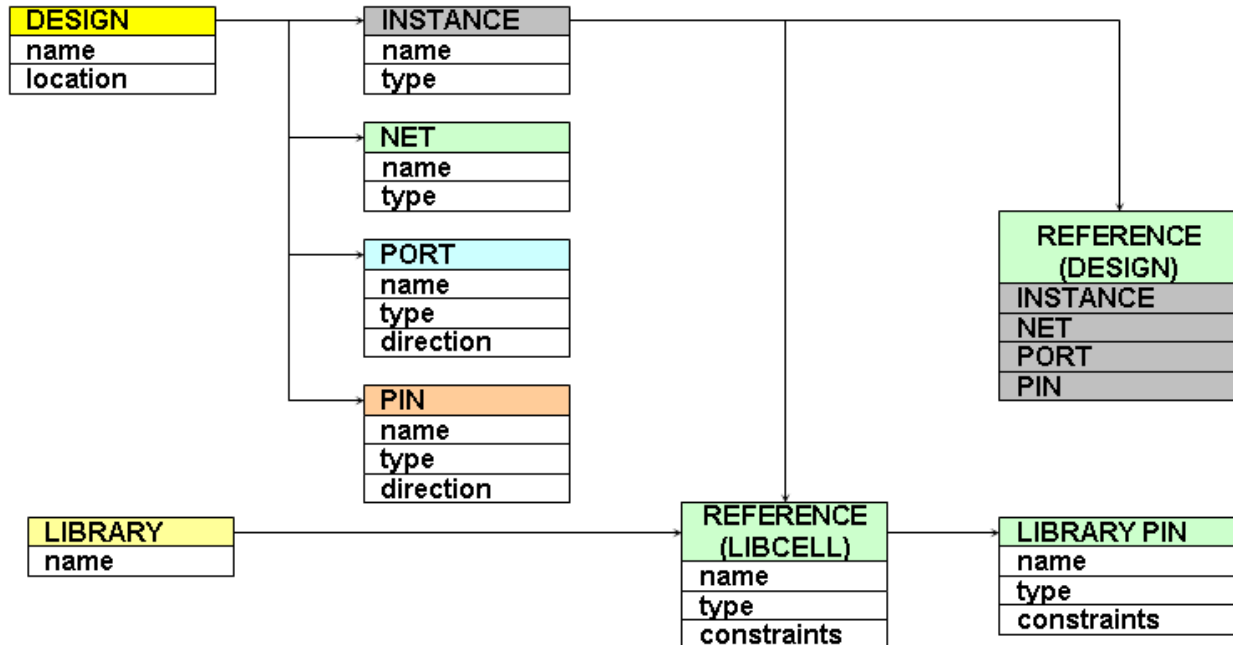 DESIGN
name
location
INSTANCE
name
type
NET
name
type
PORT
name
type
direction
PIN
name
type
direction
REFERENCE
(DESIGN)
INSTANCE
NET
PORT
PIN
LIBRARY
name
REFERENCE
(LIBCELL)
name
type
constraints
LIBRARY PIN
name
type
constraints